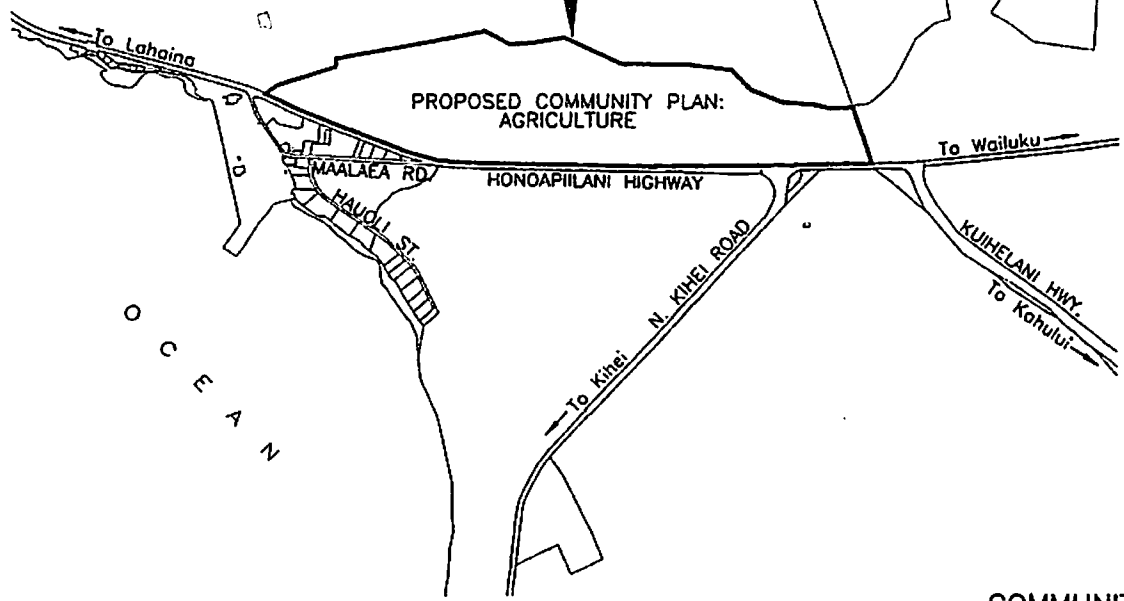 To Lahaina
PROPOSED COMMUNITY PLAN:
AGRICULTURE
To Wailuku
MAALAEA RD.
HONOAPIILANI HIGHWAY
HAUOLI ST.
KUIHELANI HWY.
N. KIHEI ROAD
To Kahului
To Kihei
OCEAN